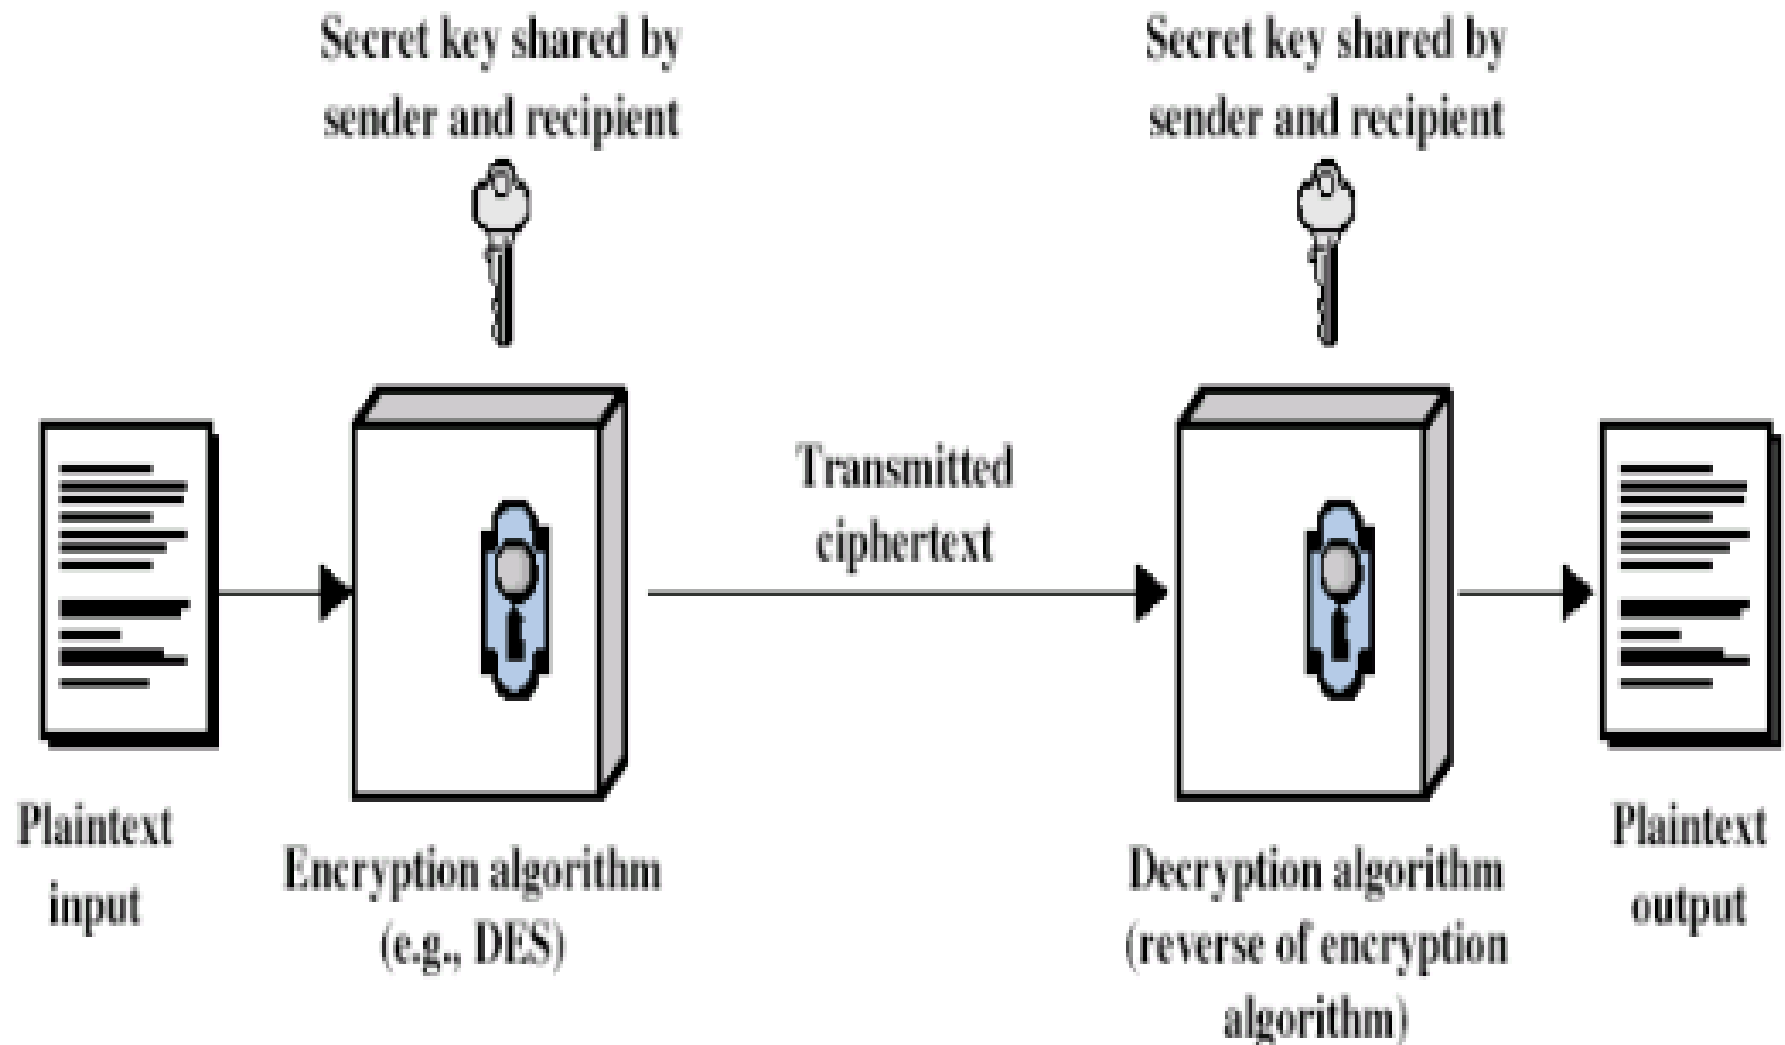 Secret key shared by
sender and recipient
Secret key shared by
sender and recipient
Transmitted
ciphertext
Plaintext
input
Encryption algorithm
(e.g., DES)
Decryption algorithm
(reverse of encryption
algorithm)
Plaintext
output